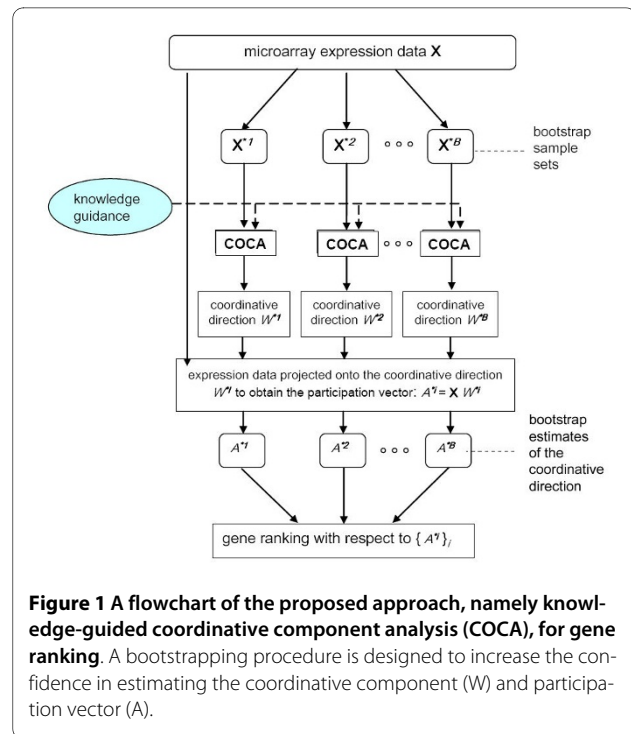 microarray expression data X
X*1 X*2 ° ° ° X*B
bootstrap
sample
sets
knowledge
guidance
COCA COCA ° ° ° COCA
coordinative
direction W*1
coordinative
direction W*2
coordinative
direction W*B
expression data projected onto the coordinative direction
W*j to obtain the participation vector: A*j = X W*j
A*1 A*2 ° ° ° A*B
bootstrap
estimates
of the
coordinative
direction
gene ranking with respect to { A*j }j
Figure 1 A flowchart of the proposed approach, namely knowl-
edge-guided coordinative component analysis (COCA), for gene
ranking. A bootstrapping procedure is designed to increase the con-
fidence in estimating the coordinative component (W) and participa-
tion vector (A).